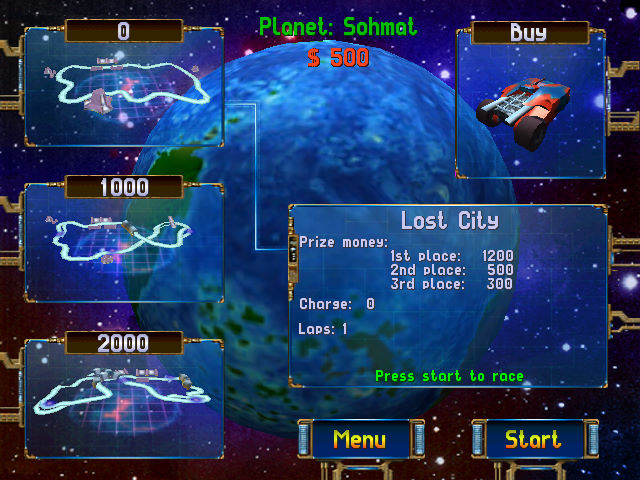 0
Planet: Sohmat
$ 500
Buy
1000
Lost City
Prize money:
1st place: 1200
2nd place: 500
3rd place: 300
Charge: 0
Laps: 1
Press start to race
2000
Menu
Start